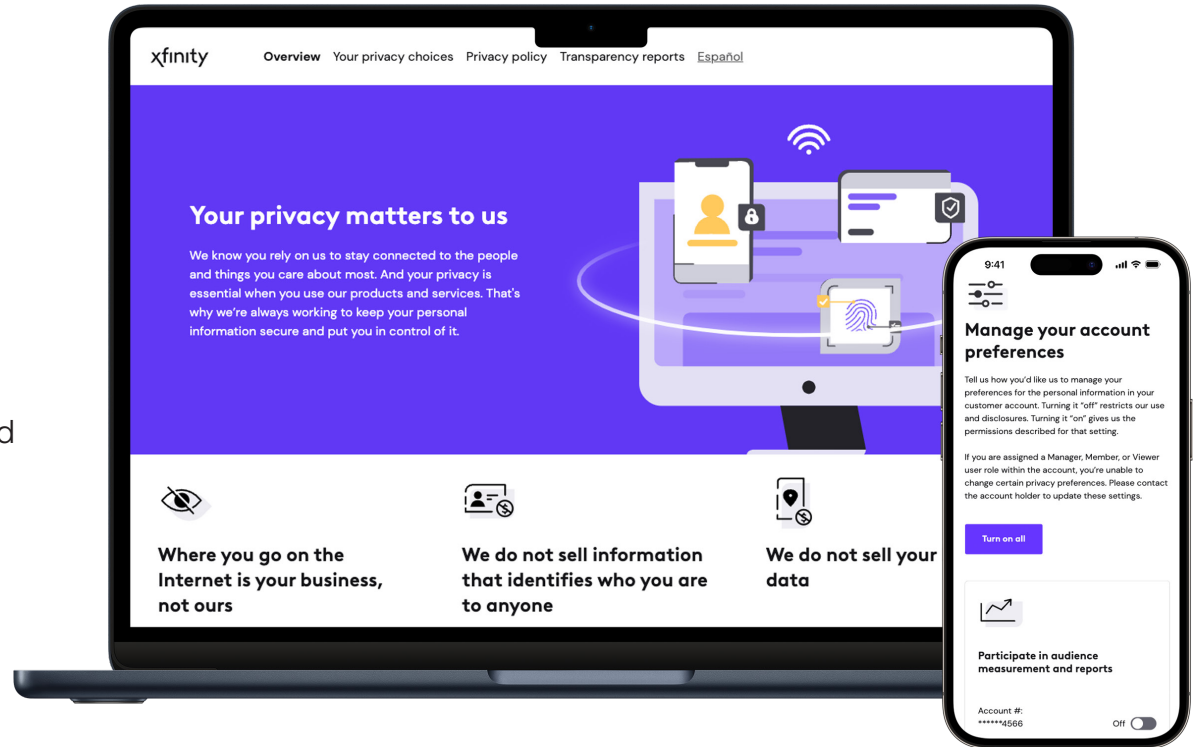 xfinity
Overview Your privacy choices Privacy policy Transparency reports Español
Your privacy matters to us
We know you rely on us to stay connected to the people
and things you care about most. And your privacy is
essential when you use our products and services. That's
why we're always working to keep your personal
information secure and put you in control of it.
Where you go on the
Internet is your business,
not ours
We do not sell information
that identifies who you are
to anyone
We do not sell your
data
9:41
Manage your account
preferences
Tell us how you'd like us to manage your
preferences for the personal information in your
customer account. Turning it “off” restricts our use
and disclosures. Turning it “on” gives us the
permissions described for that setting.
If you are assigned a Manager, Member, or Viewer
user role within the account, you're unable to
change certain privacy preferences. Please contact
the account holder to update these settings.
Turn on all
Participate in audience
measurement and reports
Account #:
******4566
Off